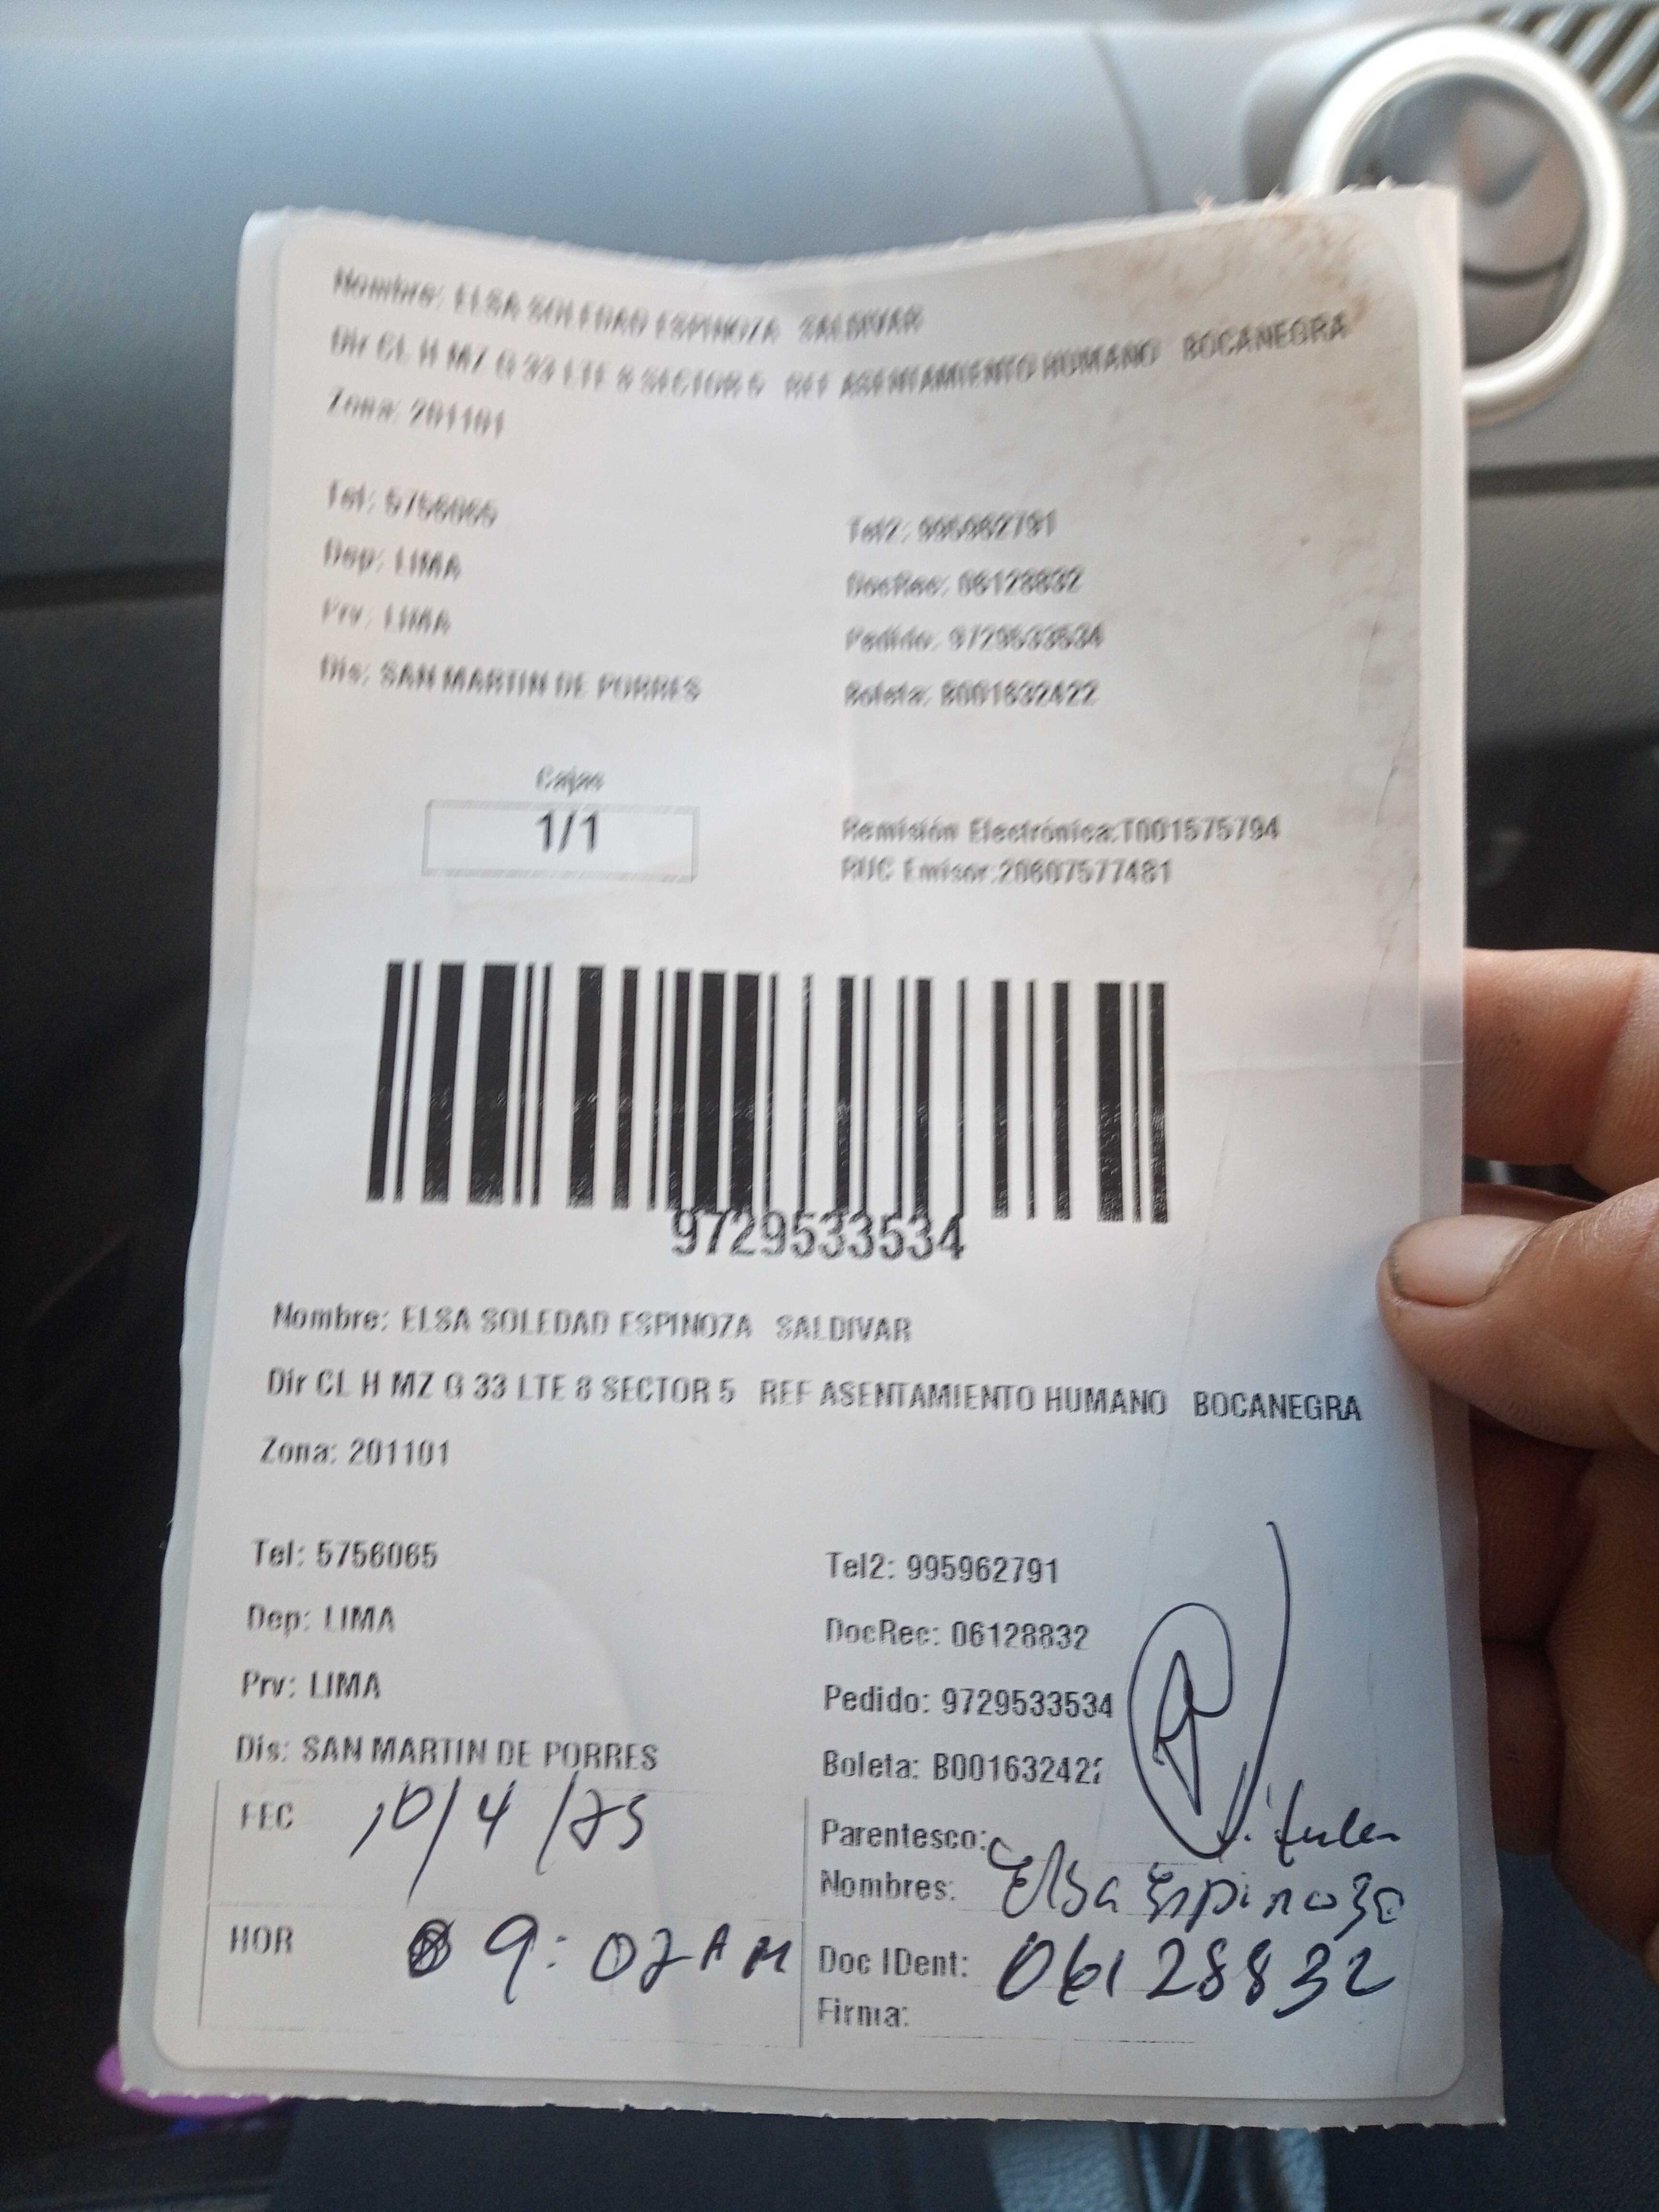 Nombre: ELSA SOLEDAD ESPINOZA SALDIVAR
Dir CL H MZ G 33 LTE 8 SECTOR 5 REF ASENTAMIENTO HUMANO BOCANEGRA
Zona: 201101
Tel: 5756065 Tel2: 995962791
Dep: LIMA DocRec: 06128832
Prv: LIMA Pedido: 9729533534
Dis: SAN MARTIN DE PORRES Boleta: B001632422
Cajas
1/1
Remisión Electrónica:T001575794
RUC Emisor:20607577481
9729533534
Nombre: ELSA SOLEDAD ESPINOZA SALDIVAR
Dir CL H MZ G 33 LTE 8 SECTOR 5 REF ASENTAMIENTO HUMANO BOCANEGRA
Zona: 201101
Tel: 5756065 Tel2: 995962791
Dep: LIMA DocRec: 06128832
Prv: LIMA Pedido: 9729533534
Dis: SAN MARTIN DE PORRES Boleta: B001632422
FEC 10/4/25 Parentesco: Titular
Nombres: Elsa Espinoza
HOR 9:02 AM Doc IDent: 06128832
Firma: